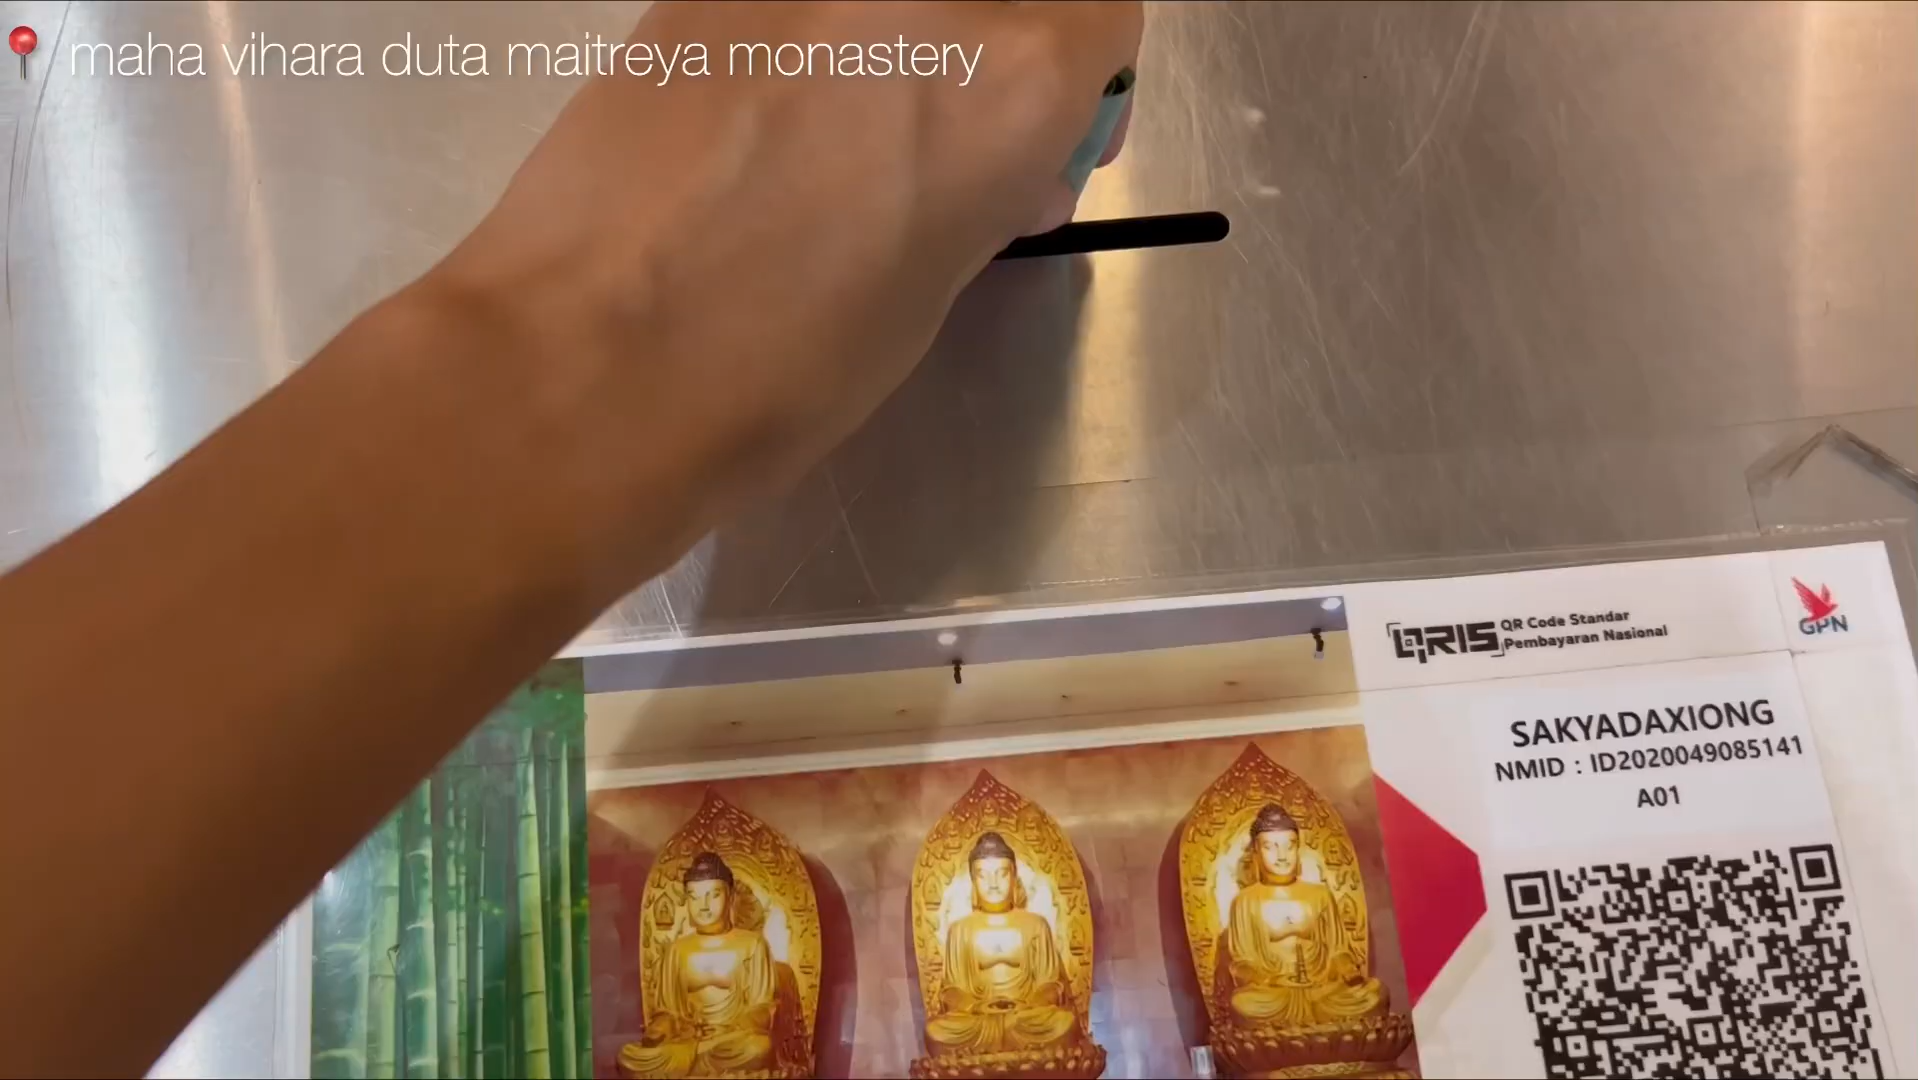 maha vihara duta maitreya monastery
QRIS QR Code Standar
Pembayaran Nasional
GPN
SAKYADAXIONG
NMID : ID2020049085141
A01